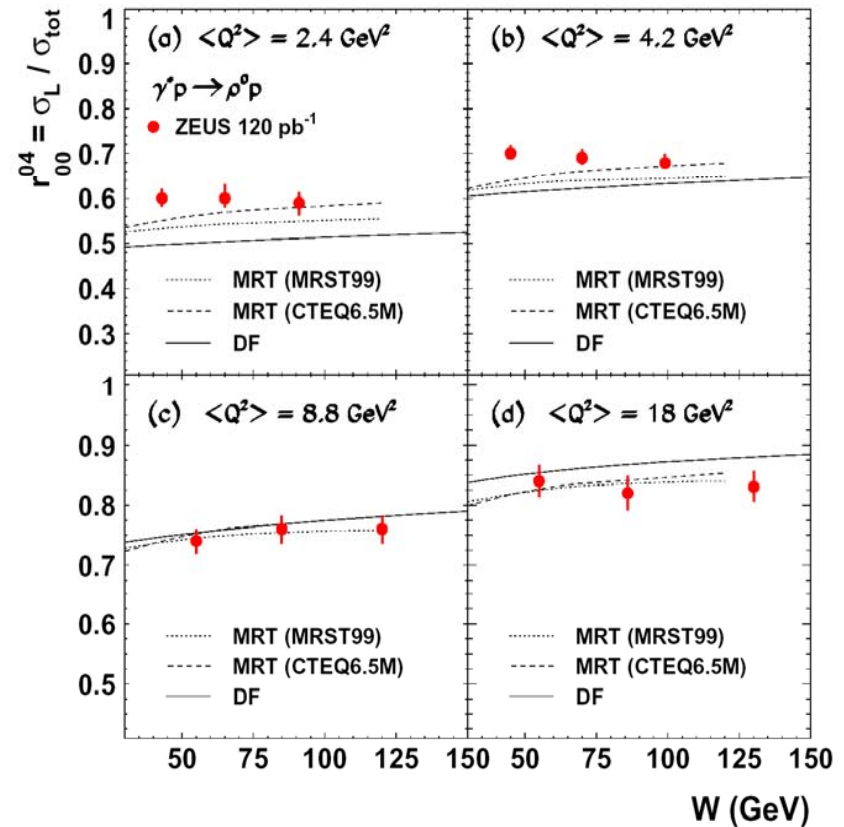 r⁰⁴₀₀ = σ_L / σ_tot
1
0.9
0.8
0.7
0.6
0.5
0.4
0.3
(a) <Q²> = 2.4 GeV²
γ*p → ρ⁰p
ZEUS 120 pb⁻¹
MRT (MRST99)
MRT (CTEQ6.5M)
DF
(b) <Q²> = 4.2 GeV²
MRT (MRST99)
MRT (CTEQ6.5M)
DF
1
0.9
0.8
0.7
0.6
0.5
(c) <Q²> = 8.8 GeV²
MRT (MRST99)
MRT (CTEQ6.5M)
DF
(d) <Q²> = 18 GeV²
MRT (MRST99)
MRT (CTEQ6.5M)
DF
50 75 100 125 150 50 75 100 125 150
W (GeV)